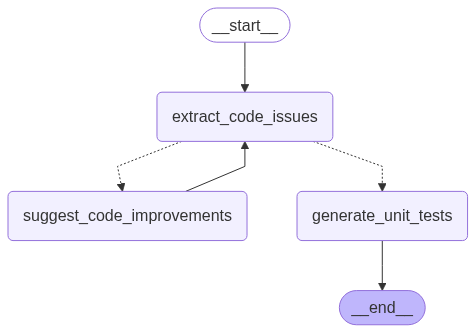 __start__
extract_code_issues
suggest_code_improvements
generate_unit_tests
__end__